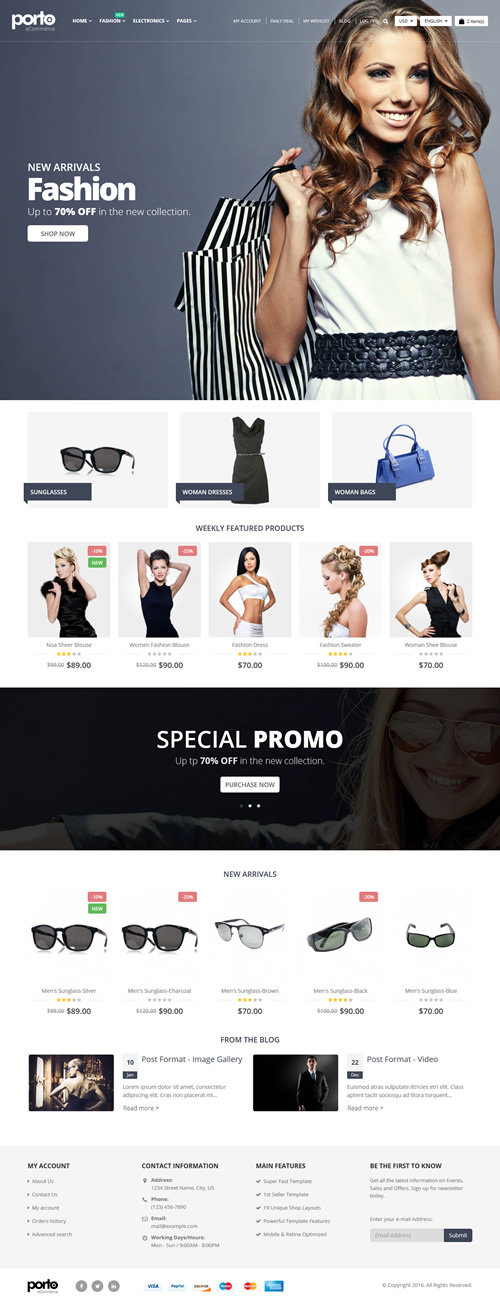 porto
eCommerce
HOME FASHION ELECTRONICS PAGES
NEW
MY ACCOUNT DAILY DEAL MY WISHLIST BLOG LOG IN USD ENGLISH 2 item(s)
NEW ARRIVALS
Fashion
Up to 70% OFF in the new collection.
SHOP NOW
SUNGLASSES WOMAN DRESSES WOMAN BAGS
WEEKLY FEATURED PRODUCTS
-10% -25% -20%
NEW
Noa Sheer Blouse Women Fashion Blouse Fashion Dress Fashion Sweater Woman Shee Blouse
$99.00 $89.00 $120.00 $90.00 $70.00 $100.00 $90.00 $70.00
SPECIAL PROMO
Up tp 70% OFF in the new collection.
PURCHASE NOW
NEW ARRIVALS
-10% -25% -20%
NEW
Men's Sunglass-Silver Men's Sunglass-Charcoal Men's Sunglass-Brown Men's Sunglass-Black Men's Sunglass-Blue
$99.00 $89.00 $120.00 $90.00 $70.00 $100.00 $90.00 $70.00
FROM THE BLOG
10
Jan
Post Format - Image Gallery
Lorem ipsum dolor sit amet, consectetur
adipiscing elit. Cras non placerat mi...
Read more >
22
Dec
Post Format - Video
Euismod atras vulputate iltricies etri elit. Class
aptent taciti sociosqu ad litora torquent...
Read more >
MY ACCOUNT
About Us
Contact Us
My account
Orders history
Advanced search
CONTACT INFORMATION
Address:
1234 Street Name, City, US
Phone:
(123) 456-7890
Email:
mail@example.com
Working Days/Hours:
Mon - Sun / 9:00AM - 8:00PM
MAIN FEATURES
Super Fast Template
1st Seller Template
19 Unique Shop Layouts
Powerful Template Features
Mobile & Retina Optimized
BE THE FIRST TO KNOW
Get all the latest information on Events,
Sales and Offers. Sign up for newsletter
today.
Enter your e-mail Address:
Email Address Submit
porto
eCommerce
VISA PayPal DISCOVER
© Copyright 2016. All Rights Reserved.